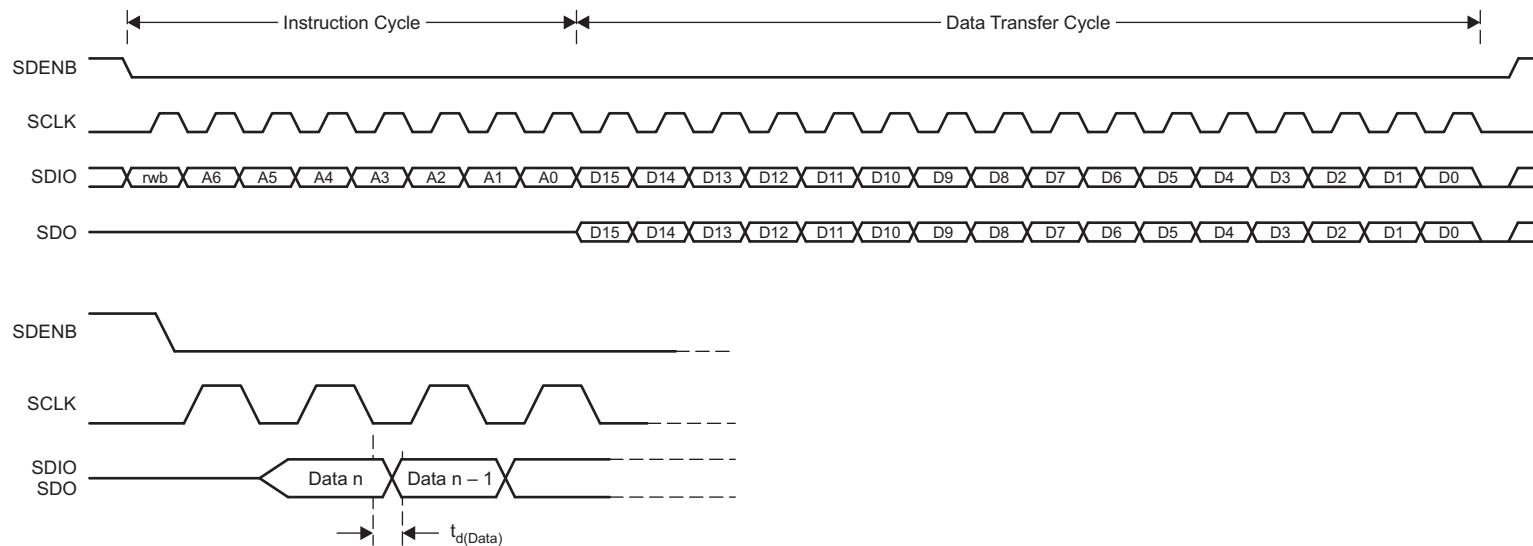 Instruction Cycle Data Transfer Cycle
SDENB
SCLK
SDIO rwb A6 A5 A4 A3 A2 A1 A0 D15 D14 D13 D12 D11 D10 D9 D8 D7 D6 D5 D4 D3 D2 D1 D0
SDO D15 D14 D13 D12 D11 D10 D9 D8 D7 D6 D5 D4 D3 D2 D1 D0
SDENB
SCLK
SDIO
SDO
Data n Data n – 1
td(Data)